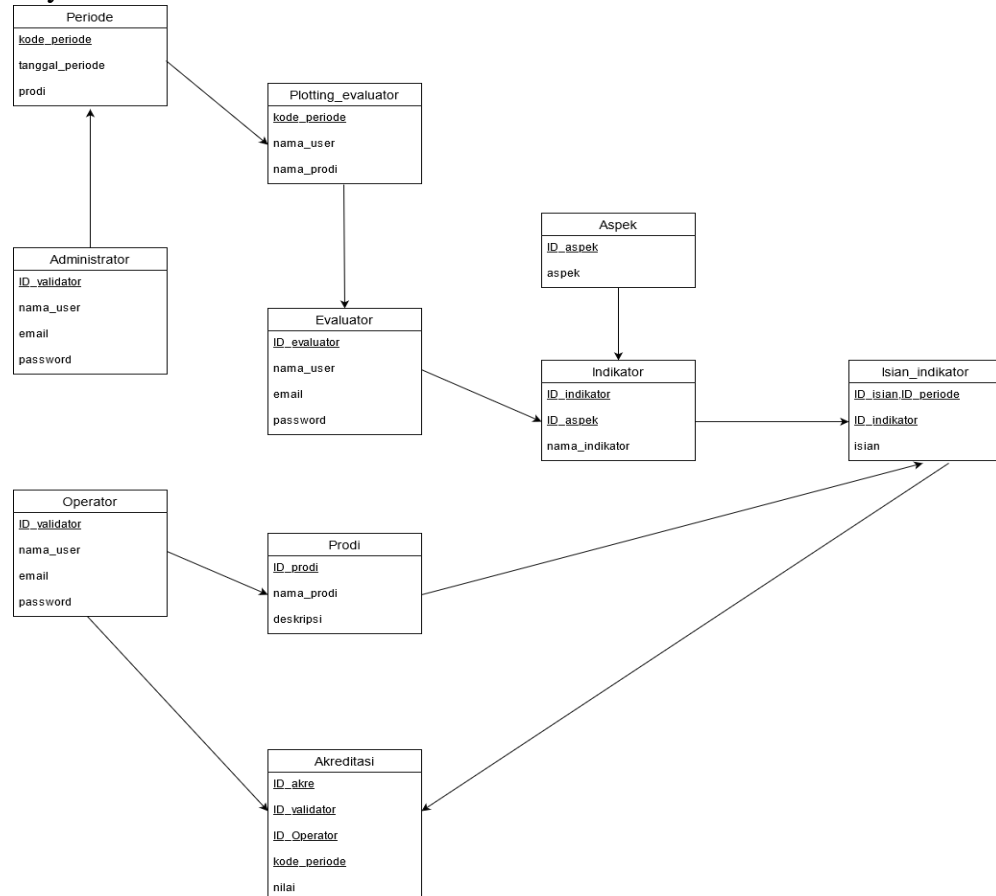 Periode
kode_periode
tanggal_periode
prodi
Plotting_evaluator
kode_periode
nama_user
nama_prodi
Aspek
ID_aspek
aspek
Administrator
ID_validator
nama_user
email
password
Evaluator
ID_evaluator
nama_user
email
password
Indikator
ID_indikator
ID_aspek
nama_indikator
Isian_indikator
ID_isian,ID_periode
ID_indikator
isian
Operator
ID_validator
nama_user
email
password
Prodi
ID_prodi
nama_prodi
deskripsi
Akreditasi
ID_akre
ID_validator
ID_Operator
kode_periode
nilai